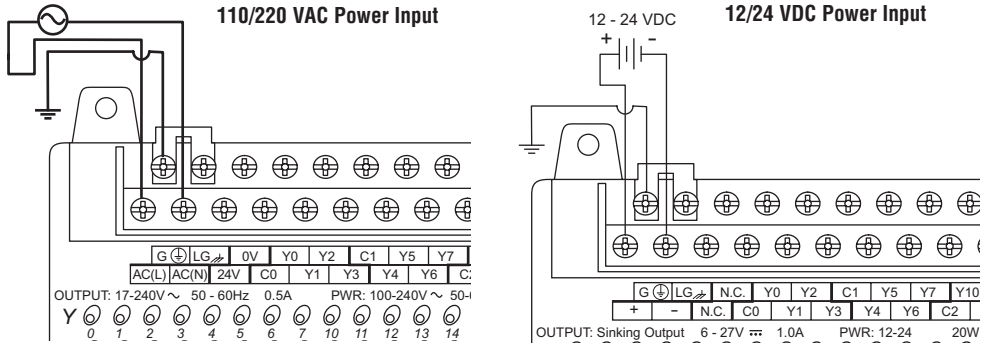 110/220 VAC Power Input
G LG 0V Y0 Y2 C1 Y5 Y7
AC(L) AC(N) 24V C0 Y1 Y3 Y4 Y6
OUTPUT: 17-240V ~ 50 - 60Hz 0.5A PWR: 100-240V ~
Y
0 1 2 3 4 5 6 7 10 11 12 13 14
12/24 VDC Power Input
12 - 24 VDC
+ -
G LG N.C. Y0 Y2 C1 Y5 Y7 Y10
+ - N.C. C0 Y1 Y3 Y4 Y6 C2
OUTPUT: Sinking Output 6 - 27V ⎓ 1.0A PWR: 12-24 20W